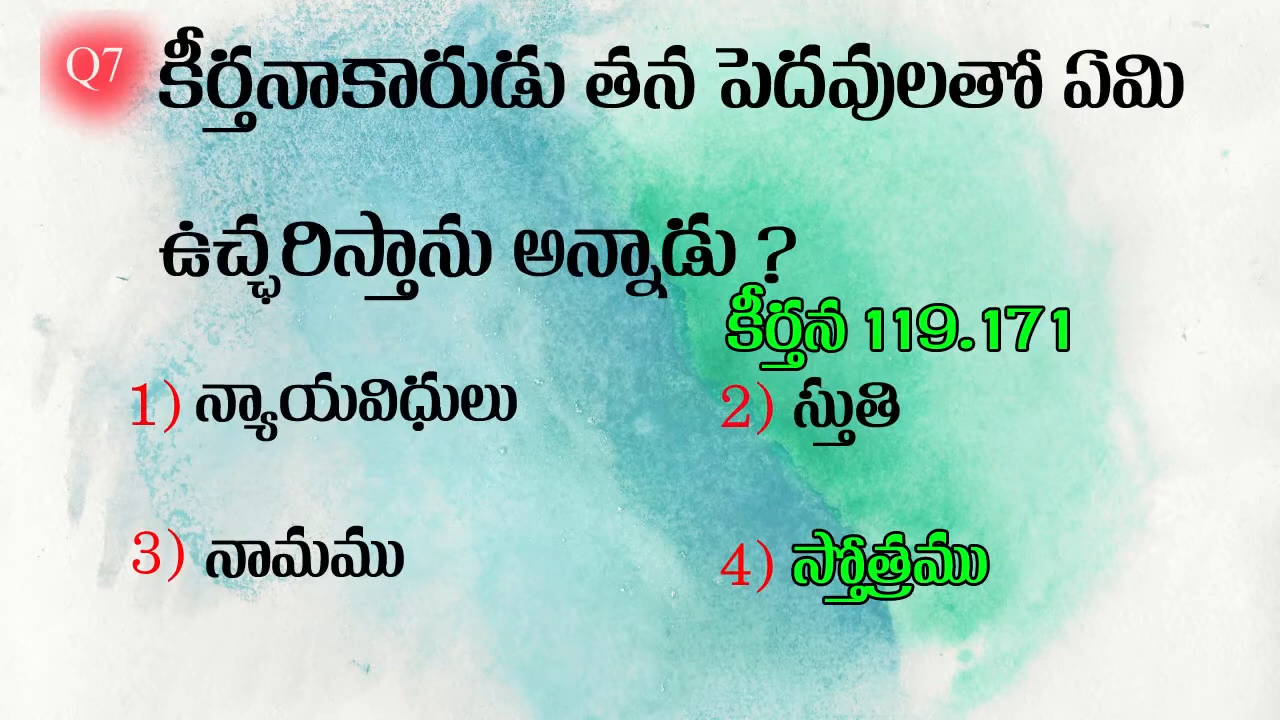 Q7 కీర్తనాకారుడు తన పెదవులతో ఏమి
ఉచ్ఛరిస్తాను అన్నాడు ?
కీర్తన 119.171
1) న్యాయవిధులు 2) స్తుతి
3) నామము 4) స్తోత్రము